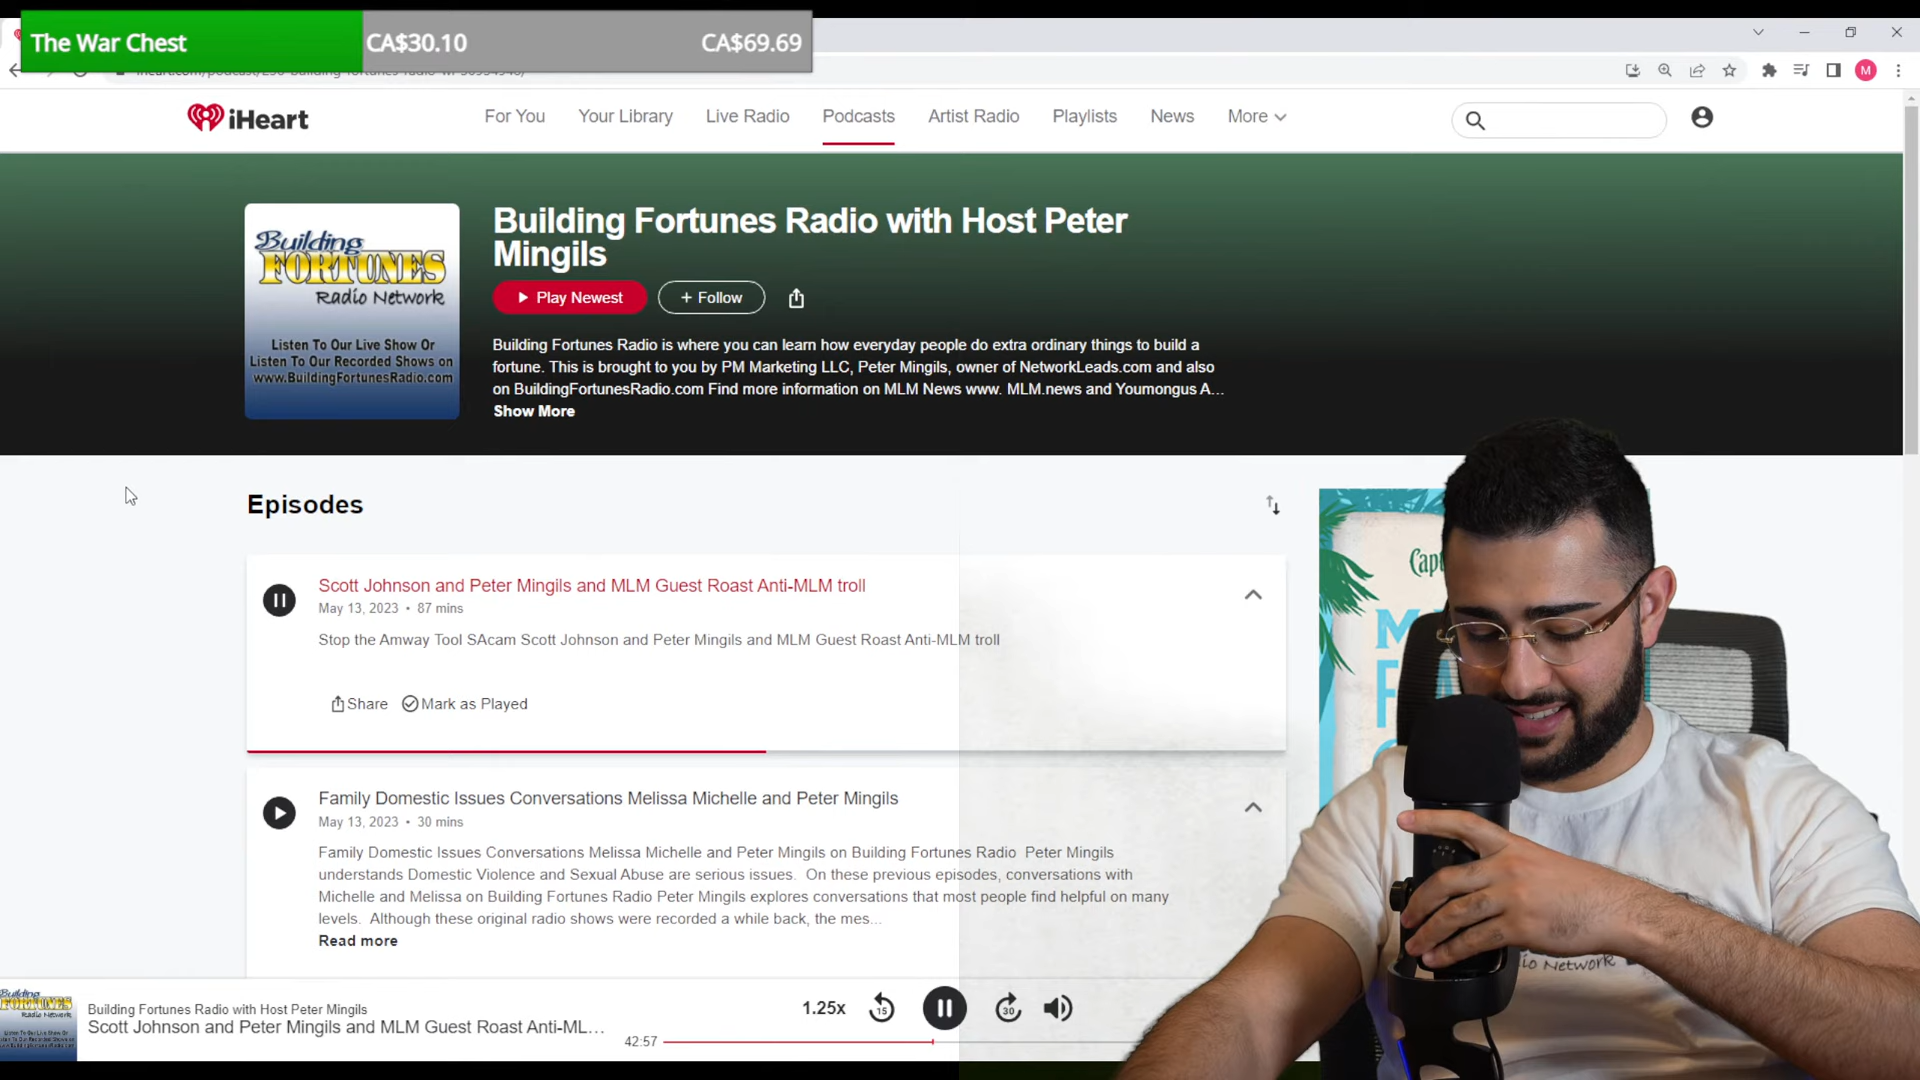 The War Chest CA$30.10 CA$69.69
M
iHeart For You Your Library Live Radio Podcasts Artist Radio Playlists News More
Building
FORTUNES
Radio Network
Listen To Our Live Show Or
Listen To Our Recorded Shows on
www.BuildingFortunesRadio.com
Building Fortunes Radio with Host Peter
Mingils
Play Newest + Follow
Building Fortunes Radio is where you can learn how everyday people do extra ordinary things to build a
fortune. This is brought to you by PM Marketing LLC, Peter Mingils, owner of NetworkLeads.com and also
on BuildingFortunesRadio.com Find more information on MLM News www. MLM.news and Youmongus A...
Show More
Episodes
Scott Johnson and Peter Mingils and MLM Guest Roast Anti-MLM troll
May 13, 2023 • 87 mins
Stop the Amway Tool SAcam Scott Johnson and Peter Mingils and MLM Guest Roast Anti-MLM troll
Share Mark as Played
Family Domestic Issues Conversations Melissa Michelle and Peter Mingils
May 13, 2023 • 30 mins
Family Domestic Issues Conversations Melissa Michelle and Peter Mingils on Building Fortunes Radio Peter Mingils
understands Domestic Violence and Sexual Abuse are serious issues. On these previous episodes, conversations with
Michelle and Melissa on Building Fortunes Radio Peter Mingils explores conversations that most people find helpful on many
levels. Although these original radio shows were recorded a while back, the mes...
Read more
Building Fortunes Radio with Host Peter Mingils
Scott Johnson and Peter Mingils and MLM Guest Roast Anti-ML...
1.25x 15 30
42:57